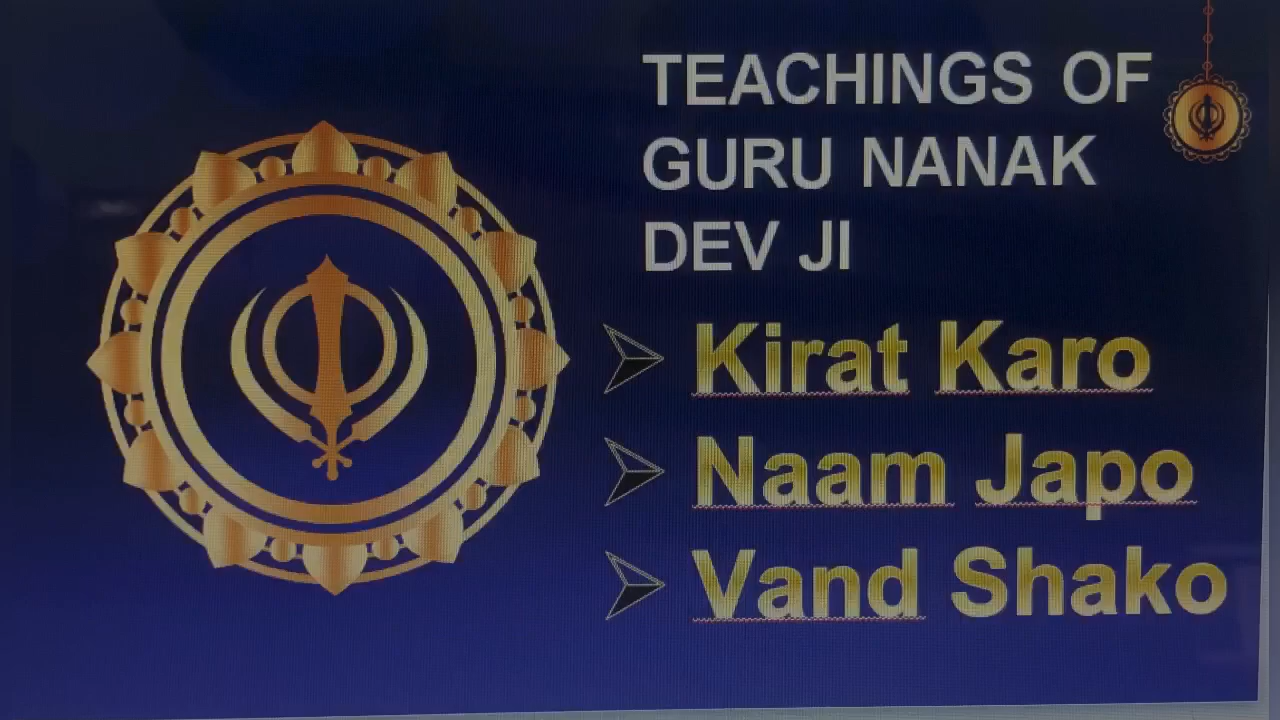 TEACHINGS OF
GURU NANAK
DEV JI
Kirat Karo
Naam Japo
Vand Shako